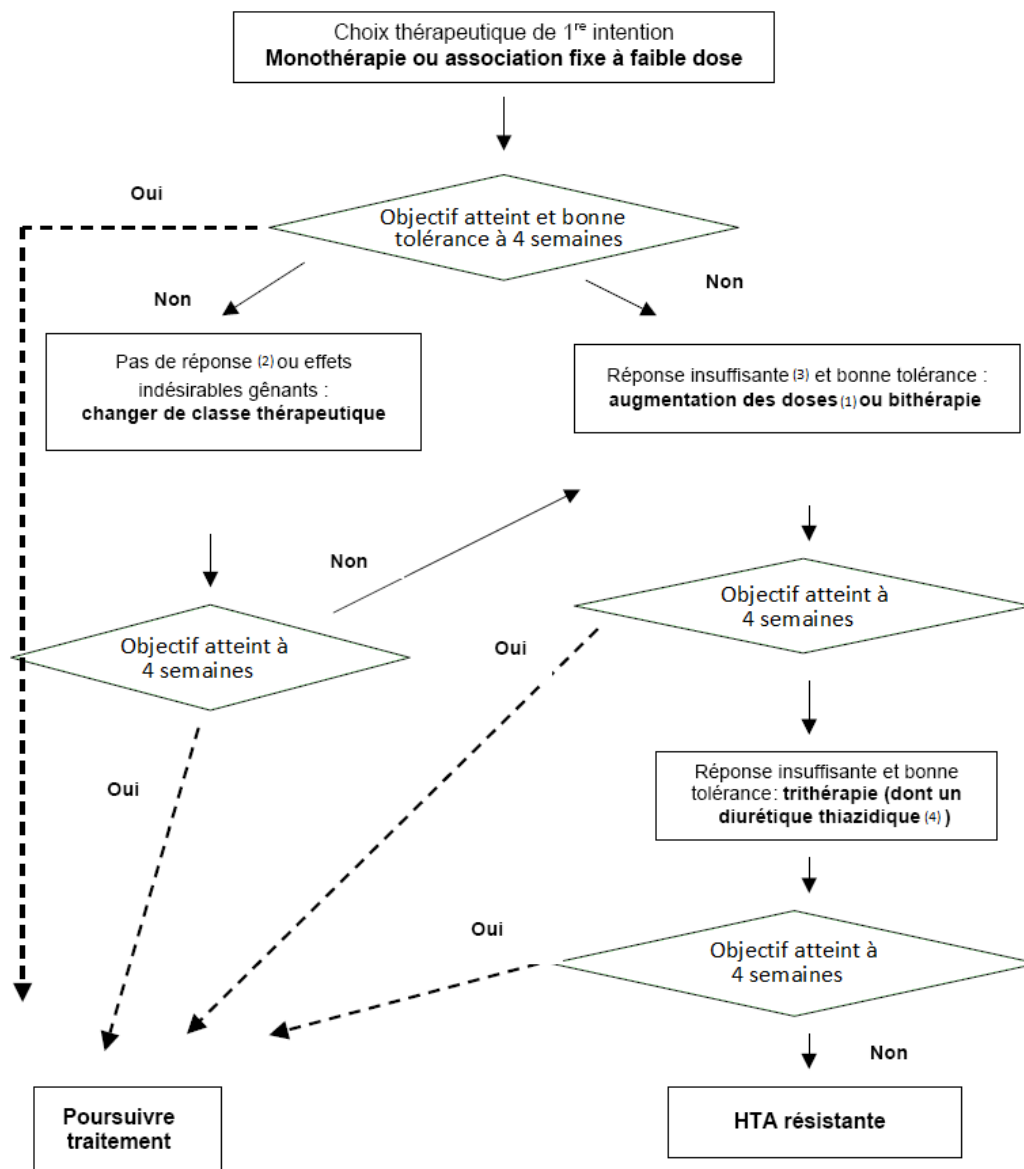 Choix thérapeutique de 1re intention
Monothérapie ou association fixe à faible dose
Oui
Objectif atteint et bonne
tolérance à 4 semaines
Non
Non
Pas de réponse (2) ou effets
indésirables gênants :
changer de classe thérapeutique
Réponse insuffisante (3) et bonne tolérance :
augmentation des doses (1) ou bithérapie
Non
Objectif atteint à
4 semaines
Objectif atteint à
4 semaines
Oui
Oui
Réponse insuffisante et bonne
tolérance: trithérapie (dont un
diurétique thiazidique (4) )
Oui
Objectif atteint à
4 semaines
Non
Poursuivre
traitement
HTA résistante